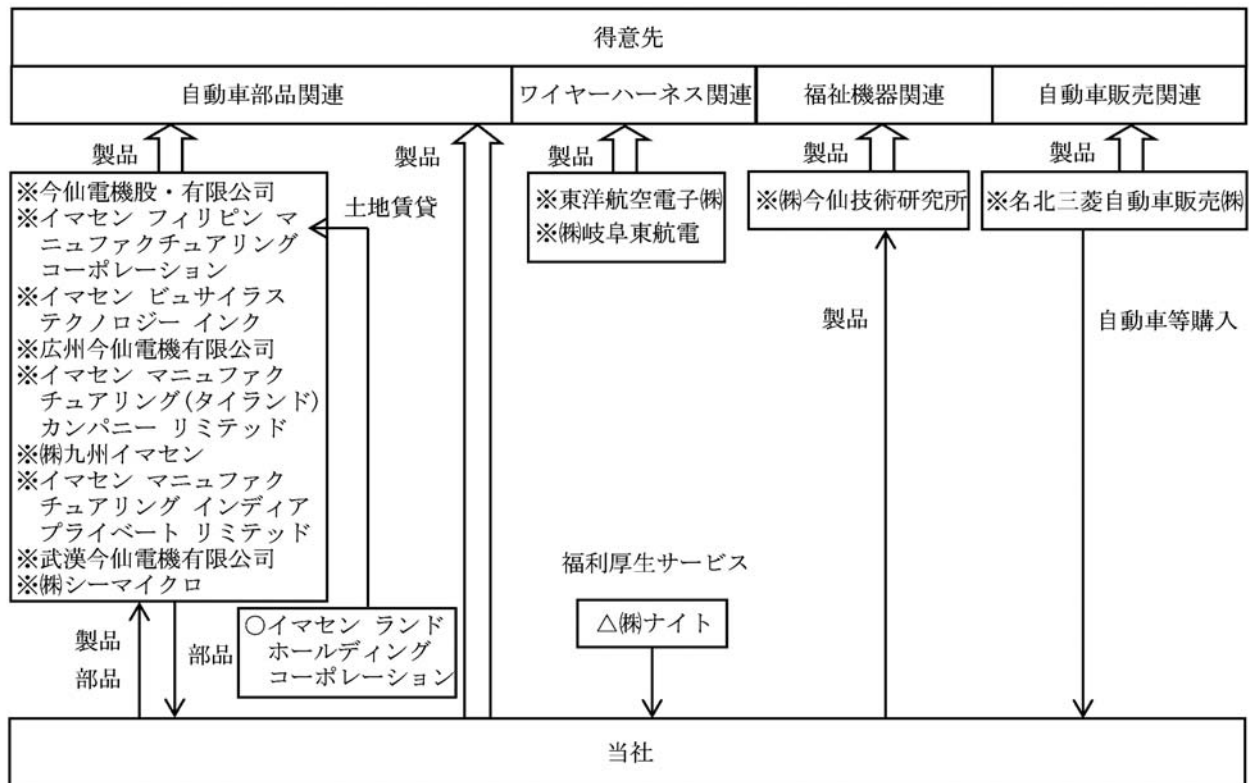 得意先
自動車部品関連
ワイヤーハーネス関連
福祉機器関連
自動車販売関連
製品
製品
製品
製品
製品
※今仙電機股・有限公司
※イマセン フィリピン マ
ニュファクチュアリング
コーポレーション
※イマセン ビュサイラス
テクノロジー インク
※広州今仙電機有限公司
※イマセン マニュファク
チュアリング(タイランド)
カンパニー リミテッド
※㈱九州イマセン
※イマセン マニュファク
チュアリング インディア
プライベート リミテッド
※武漢今仙電機有限公司
※㈱シーマイクロ
土地賃貸
※東洋航空電子㈱
※㈱岐阜東航電
※㈱今仙技術研究所
※名北三菱自動車販売㈱
製品
自動車等購入
福利厚生サービス
△㈱ナイト
○イマセン ランド
ホールディング
コーポレーション
製品
部品
部品
当社